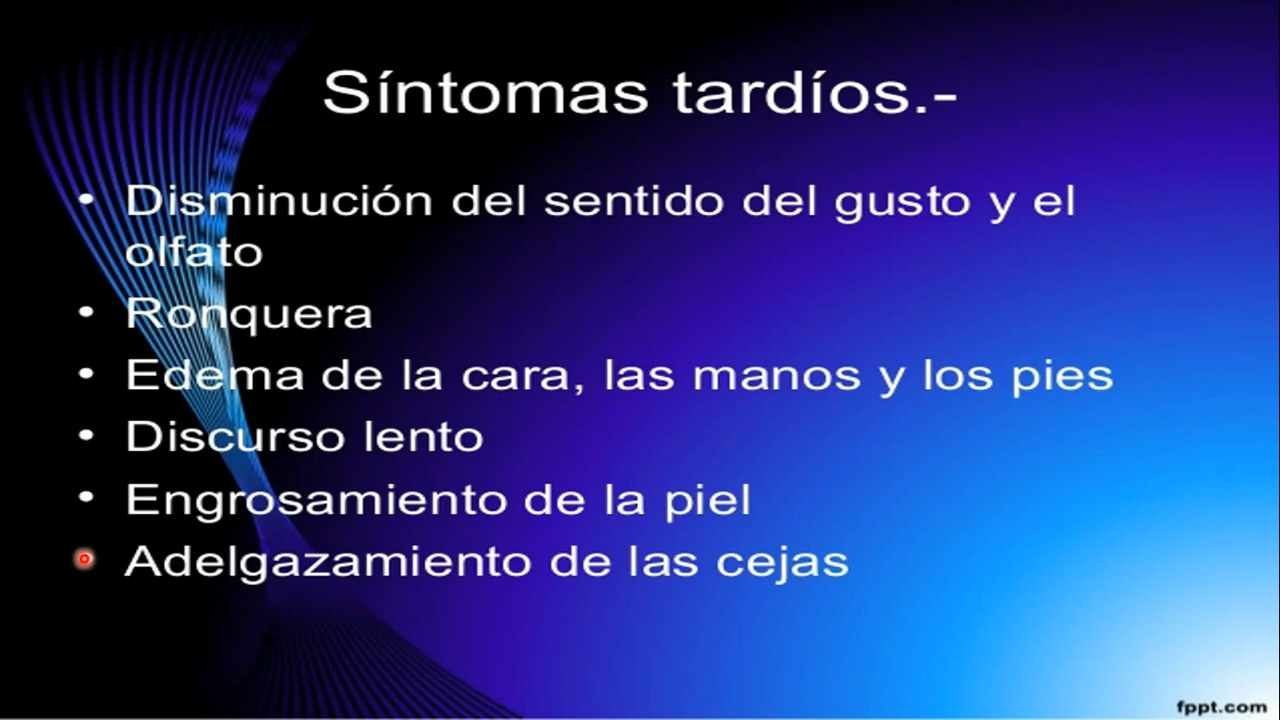 Síntomas tardíos.-
• Disminución del sentido del gusto y el
olfato
• Ronquera
• Edema de la cara, las manos y los pies
• Discurso lento
• Engrosamiento de la piel
• Adelgazamiento de las cejas
fppt.com